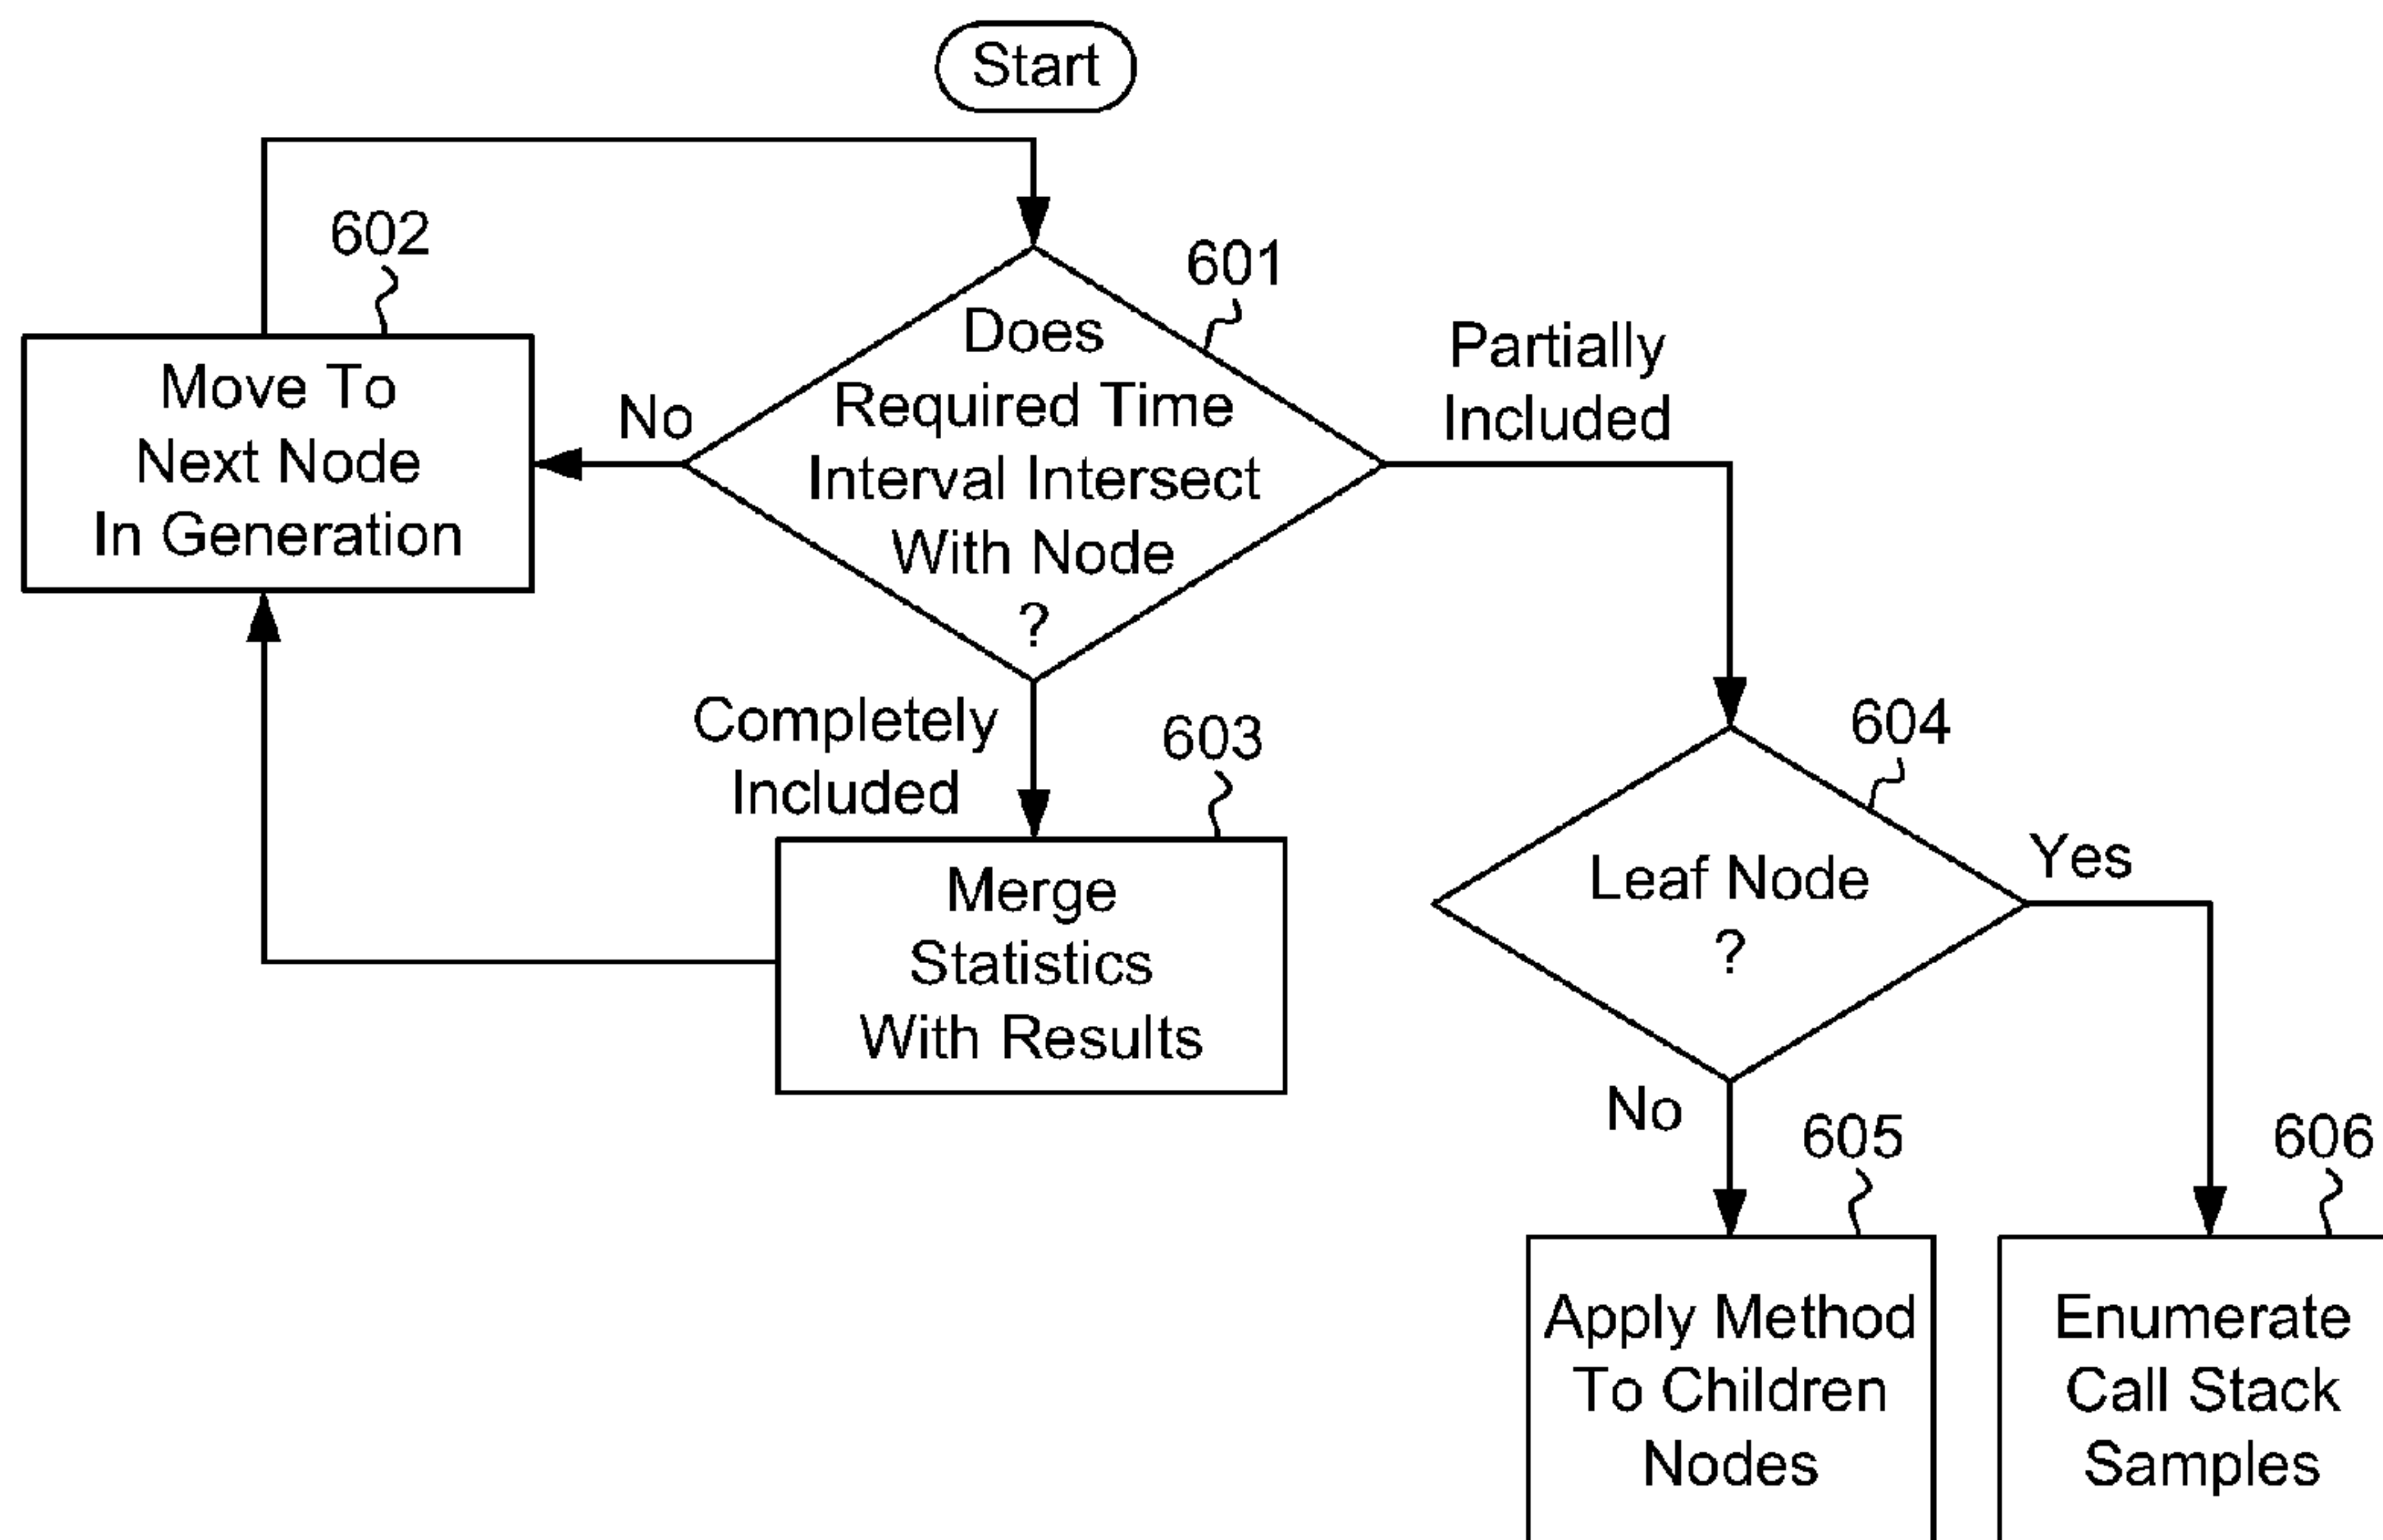 Start
602
601
Move To
Next Node
In Generation
No
Does
Required Time
Interval Intersect
With Node
?
Partially
Included
Completely
Included
603
Merge
Statistics
With Results
604
Leaf Node
?
Yes
No
605
606
Apply Method
To Children
Nodes
Enumerate
Call Stack
Samples